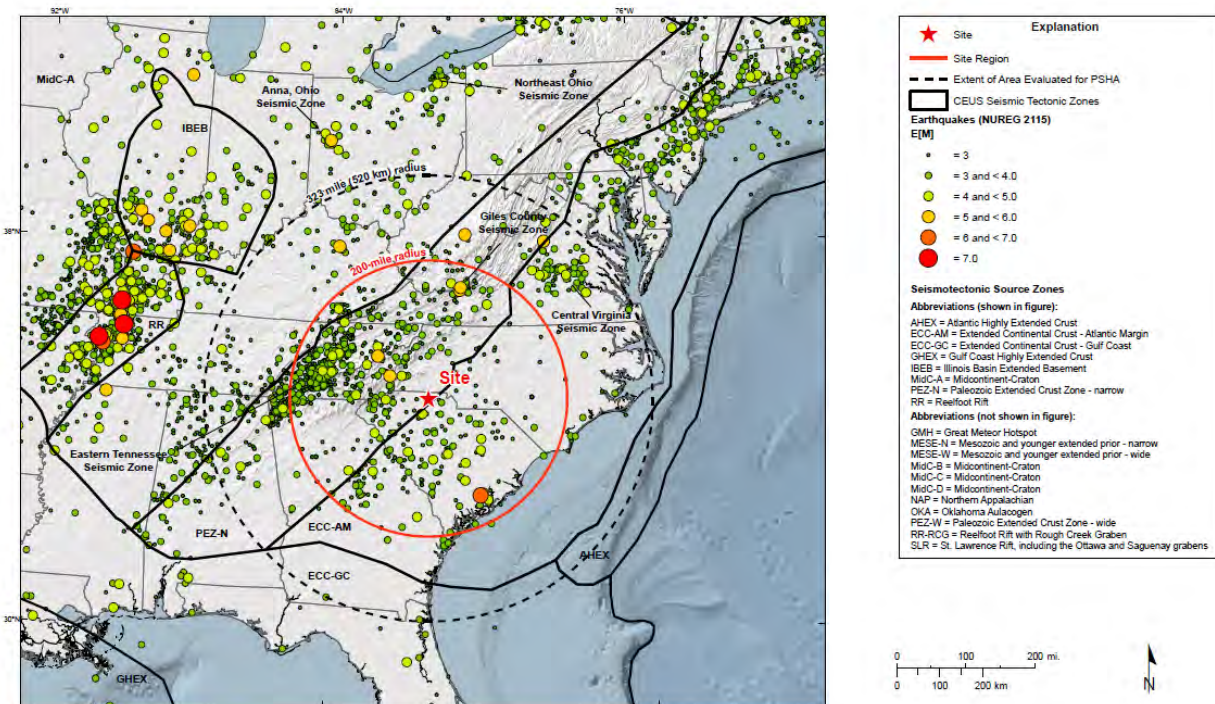 92°W
84°W
76°W
MidC-A
Anna, Ohio
Seismic Zone
Northeast Ohio
Seismic Zone
IBEB
323 mile (520 km) radius
38°N
38°N
Giles County
Seismic Zone
200-mile radius
RR
Central Virginia
Seismic Zone
Site
Eastern Tennessee
Seismic Zone
PEZ-N
ECC-AM
AHEX
ECC-GC
30°N
30°N
GHEX
Explanation
Site
Site Region
Extent of Area Evaluated for PSHA
CEUS Seismic Tectonic Zones
Earthquakes (NUREG 2115)
E[M]
= 3
= 3 and < 4.0
= 4 and < 5.0
= 5 and < 6.0
= 6 and < 7.0
= 7.0
Seismotectonic Source Zones
Abbreviations (shown in figure):
AHEX = Atlantic Highly Extended Crust
ECC-AM = Extended Continental Crust - Atlantic Margin
ECC-GC = Extended Continental Crust - Gulf Coast
GHEX = Gulf Coast Highly Extended Crust
IBEB = Illinois Basin Extended Basement
MidC-A = Midcontinent-Craton
PEZ-N = Paleozoic Extended Crust Zone - narrow
RR = Reelfoot Rift
Abbreviations (not shown in figure):
GMH = Great Meteor Hotspot
MESE-N = Mesozoic and younger extended prior - narrow
MESE-W = Mesozoic and younger extended prior - wide
MidC-B = Midcontinent-Craton
MidC-C = Midcontinent-Craton
MidC-D = Midcontinent-Craton
NAP = Northern Appalachian
OKA = Oklahoma Aulacogen
PEZ-W = Paleozoic Extended Crust Zone - wide
RR-RCG = Reelfoot Rift with Rough Creek Graben
SLR = St. Lawrence Rift, including the Ottawa and Saguenay grabens
0 100 200 mi.
0 100 200 km
N